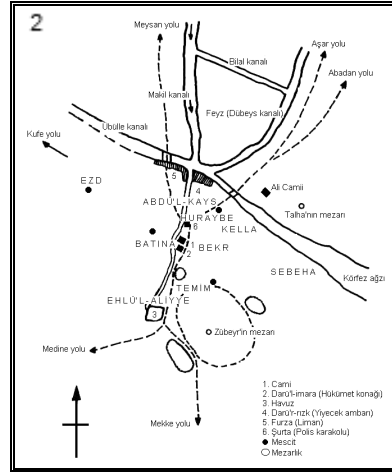 2
Meysan yolu
Aşar yolu
Bilal kanalı
Abadan yolu
Makil kanalı
Feyz (Dübeys kanalı)
Übülle kanalı
Kufe yolu
5
4
Ali Camii
EZD
ABDÜ'L-KAYS
Talha'nın mezarı
HURAYBE
KELLA
6
BATINA
1
BEKR
2
SEBEHA
Körfez ağzı
TEMİM
EHLÜ'L-ALİYYE
3
Zübeyr'in mezarı
Medine yolu
Mekke yolu
1. Cami
2. Darü'l-imara (Hükümet konağı)
3. Havuz
4. Darü'r-rızk (Yiyecek ambarı)
5. Furza (Liman)
6. Şurta (Polis karakolu)
Mescit
Mezarlık